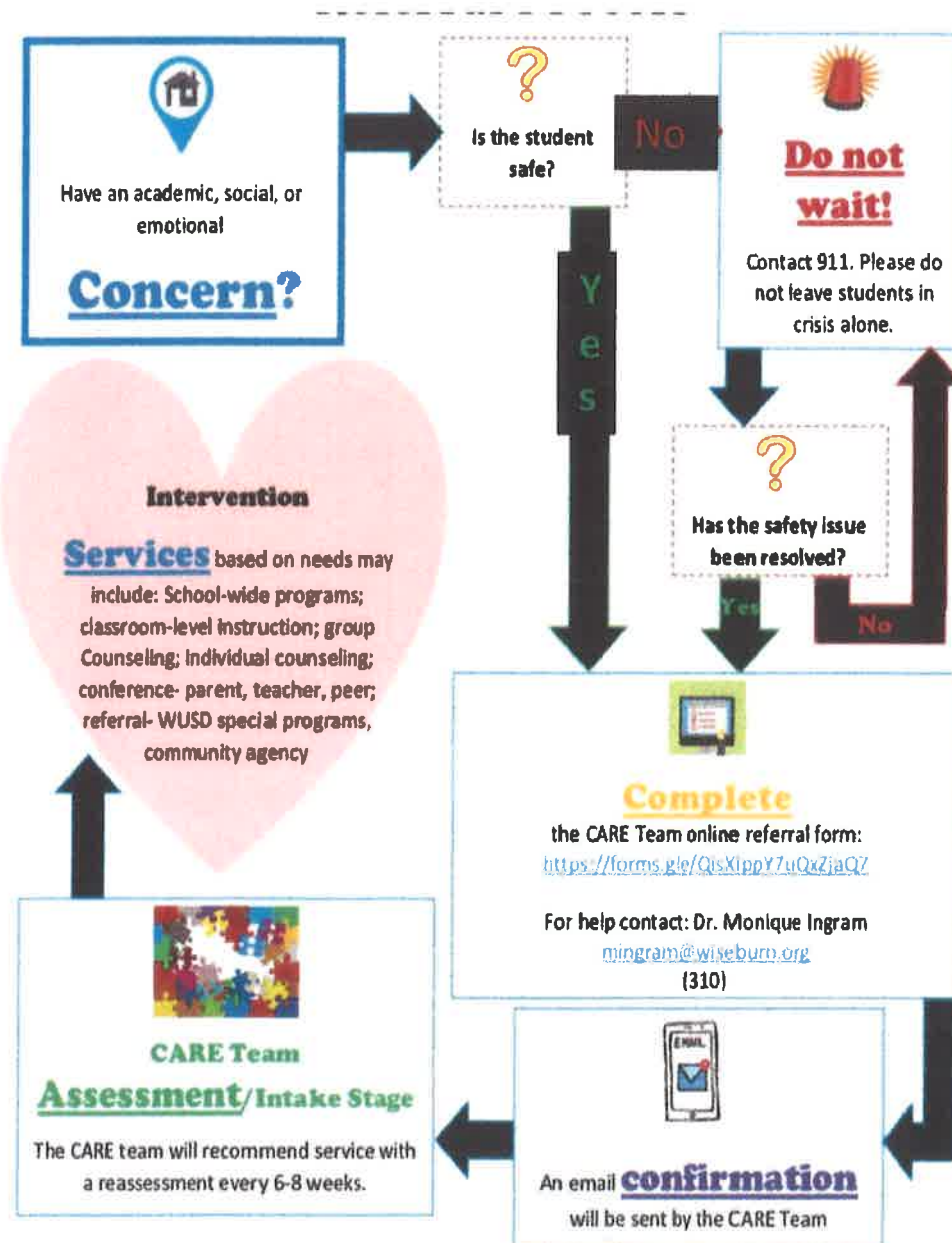 Have an academic, social, or
emotional
Concern?
Is the student
safe?
No
Do not
wait!
Contact 911. Please do
not leave students in
crisis alone.
Yes
Has the safety issue
been resolved?
Yes
No
Complete
the CARE Team online referral form:
For help contact: Dr. Monique Ingram
mingram@wiseburn.org
(310)
EMAIL
An email confirmation
will be sent by the CARE Team
CARE Team
Assessment/Intake Stage
The CARE team will recommend service with
a reassessment every 6-8 weeks.
Intervention
Services based on needs may
include: School-wide programs;
classroom-level instruction; group
Counseling; individual counseling;
conference- parent, teacher, peer;
referral- WUSD special programs,
community agency